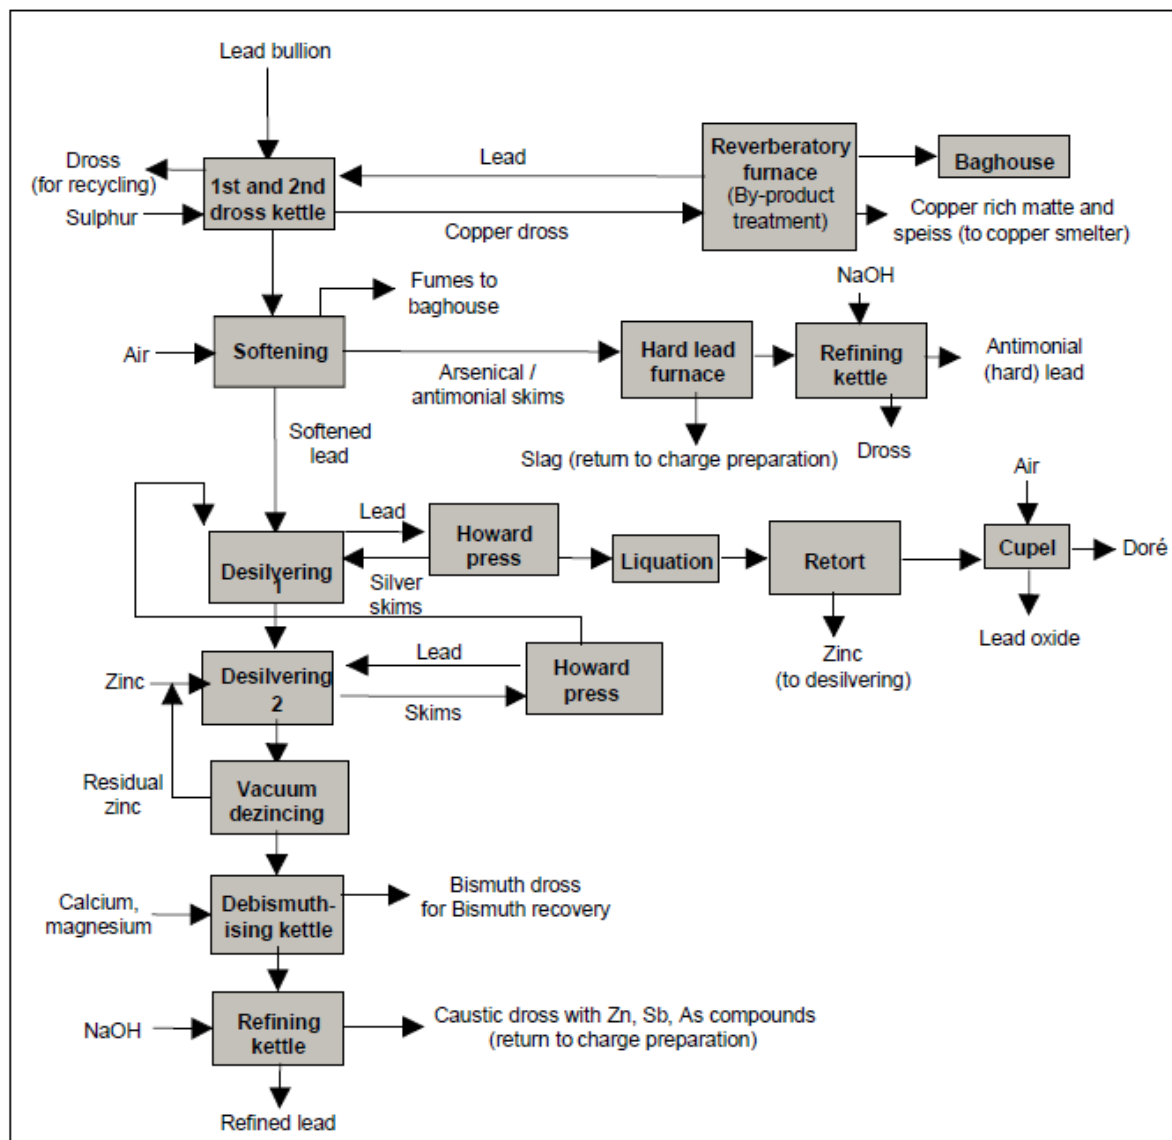 Lead bullion
Dross
(for recycling)
Sulphur
1st and 2nd
dross kettle
Lead
Copper dross
Reverberatory
furnace
(By-product
treatment)
Baghouse
Copper rich matte and
speiss (to copper smelter)
Fumes to
baghouse
NaOH
Air
Softening
Arsenical /
antimonial skims
Hard lead
furnace
Refining
kettle
Antimonial
(hard) lead
Softened
lead
Slag (return to charge preparation)
Dross
Air
Lead
Howard
press
Liquation
Retort
Cupel
Doré
Desilvering
1
Silver
skims
Lead oxide
Zinc
(to desilvering)
Zinc
Desilvering
2
Lead
Skims
Howard
press
Residual
zinc
Vacuum
dezincing
Calcium,
magnesium
Debismuth-
ising kettle
Bismuth dross
for Bismuth recovery
NaOH
Refining
kettle
Caustic dross with Zn, Sb, As compounds
(return to charge preparation)
Refined lead